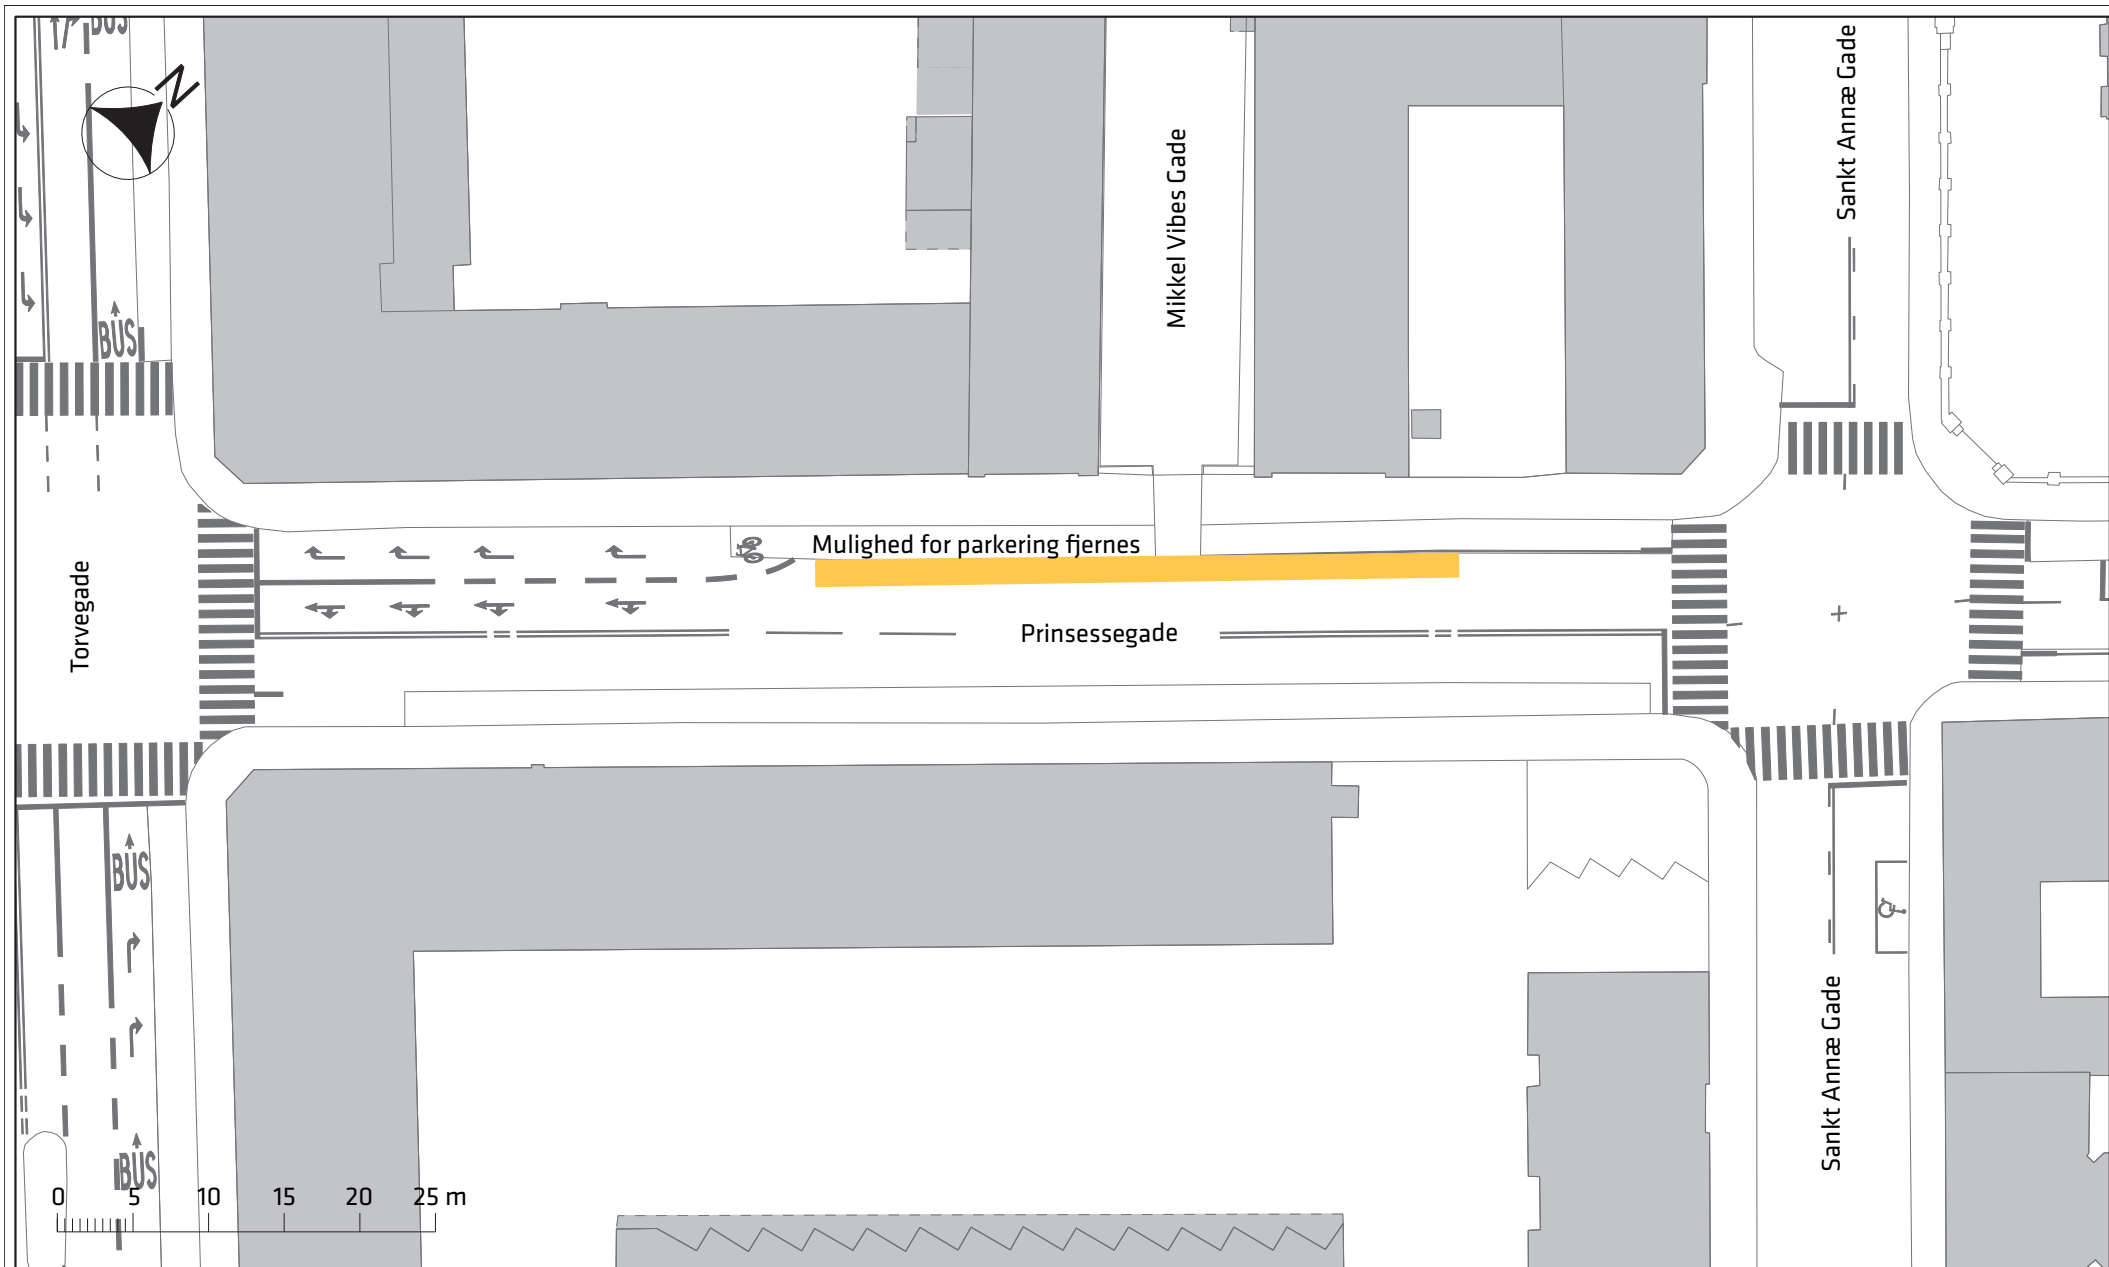 BUS
N
Sankt Annæ Gade
Mikkel Vibes Gade
BUS
Mulighed for parkering fjernes
Torvegade
Prinsessegade
BUS
Sankt Annæ Gade
BUS
0 5 10 15 20 25 m